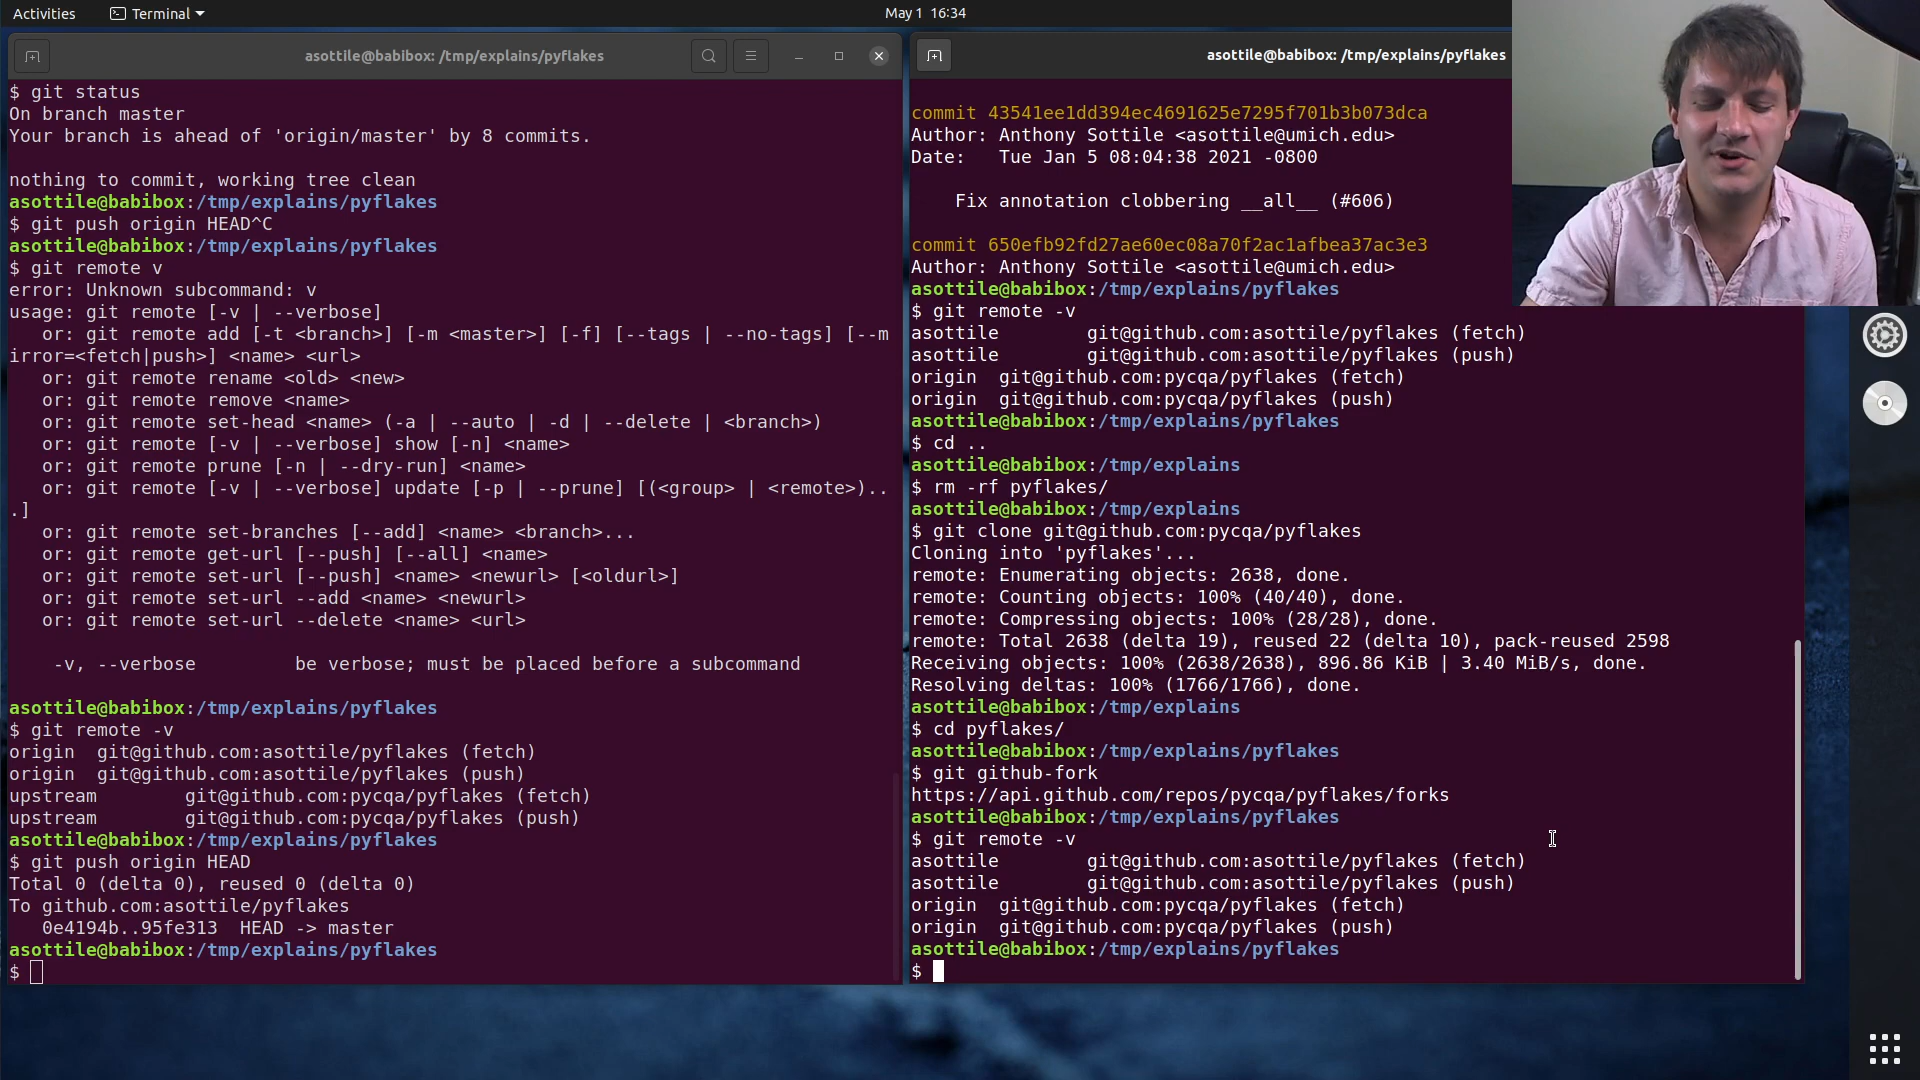 Activities
Terminal
May 1 16:34
asottile@babibox: /tmp/explains/pyflakes
$ git status
On branch master
Your branch is ahead of 'origin/master' by 8 commits.
nothing to commit, working tree clean
asottile@babibox:/tmp/explains/pyflakes
$ git push origin HEAD^C
asottile@babibox:/tmp/explains/pyflakes
$ git remote v
error: Unknown subcommand: v
usage: git remote [-v | --verbose]
or: git remote add [-t <branch>] [-m <master>] [-f] [--tags | --no-tags] [--m
irror=<fetch|push>] <name> <url>
or: git remote rename <old> <new>
or: git remote remove <name>
or: git remote set-head <name> (-a | --auto | -d | --delete | <branch>)
or: git remote [-v | --verbose] show [-n] <name>
or: git remote prune [-n | --dry-run] <name>
or: git remote [-v | --verbose] update [-p | --prune] [(<group> | <remote>)..
.]
or: git remote set-branches [--add] <name> <branch>...
or: git remote get-url [--push] [--all] <name>
or: git remote set-url [--push] <name> <newurl> [<oldurl>]
or: git remote set-url --add <name> <newurl>
or: git remote set-url --delete <name> <url>
-v, --verbose be verbose; must be placed before a subcommand
asottile@babibox:/tmp/explains/pyflakes
$ git remote -v
origin git@github.com:asottile/pyflakes (fetch)
origin git@github.com:asottile/pyflakes (push)
upstream git@github.com:pycqa/pyflakes (fetch)
upstream git@github.com:pycqa/pyflakes (push)
asottile@babibox:/tmp/explains/pyflakes
$ git push origin HEAD
Total 0 (delta 0), reused 0 (delta 0)
To github.com:asottile/pyflakes
0e4194b..95fe313 HEAD -> master
asottile@babibox:/tmp/explains/pyflakes
$
asottile@babibox: /tmp/explains/pyflakes
commit 43541ee1dd394ec4691625e7295f701b3b073dca
Author: Anthony Sottile <asottile@umich.edu>
Date: Tue Jan 5 08:04:38 2021 -0800
Fix annotation clobbering __all__ (#606)
commit 650efb92fd27ae60ec08a70f2ac1afbea37ac3e3
Author: Anthony Sottile <asottile@umich.edu>
asottile@babibox:/tmp/explains/pyflakes
$ git remote -v
asottile git@github.com:asottile/pyflakes (fetch)
asottile git@github.com:asottile/pyflakes (push)
origin git@github.com:pycqa/pyflakes (fetch)
origin git@github.com:pycqa/pyflakes (push)
asottile@babibox:/tmp/explains/pyflakes
$ cd ..
asottile@babibox:/tmp/explains
$ rm -rf pyflakes/
asottile@babibox:/tmp/explains
$ git clone git@github.com:pycqa/pyflakes
Cloning into 'pyflakes'...
remote: Enumerating objects: 2638, done.
remote: Counting objects: 100% (40/40), done.
remote: Compressing objects: 100% (28/28), done.
remote: Total 2638 (delta 19), reused 22 (delta 10), pack-reused 2598
Receiving objects: 100% (2638/2638), 896.86 KiB | 3.40 MiB/s, done.
Resolving deltas: 100% (1766/1766), done.
asottile@babibox:/tmp/explains
$ cd pyflakes/
asottile@babibox:/tmp/explains/pyflakes
$ git github-fork
https://api.github.com/repos/pycqa/pyflakes/forks
asottile@babibox:/tmp/explains/pyflakes
$ git remote -v
asottile git@github.com:asottile/pyflakes (fetch)
asottile git@github.com:asottile/pyflakes (push)
origin git@github.com:pycqa/pyflakes (fetch)
origin git@github.com:pycqa/pyflakes (push)
asottile@babibox:/tmp/explains/pyflakes
$